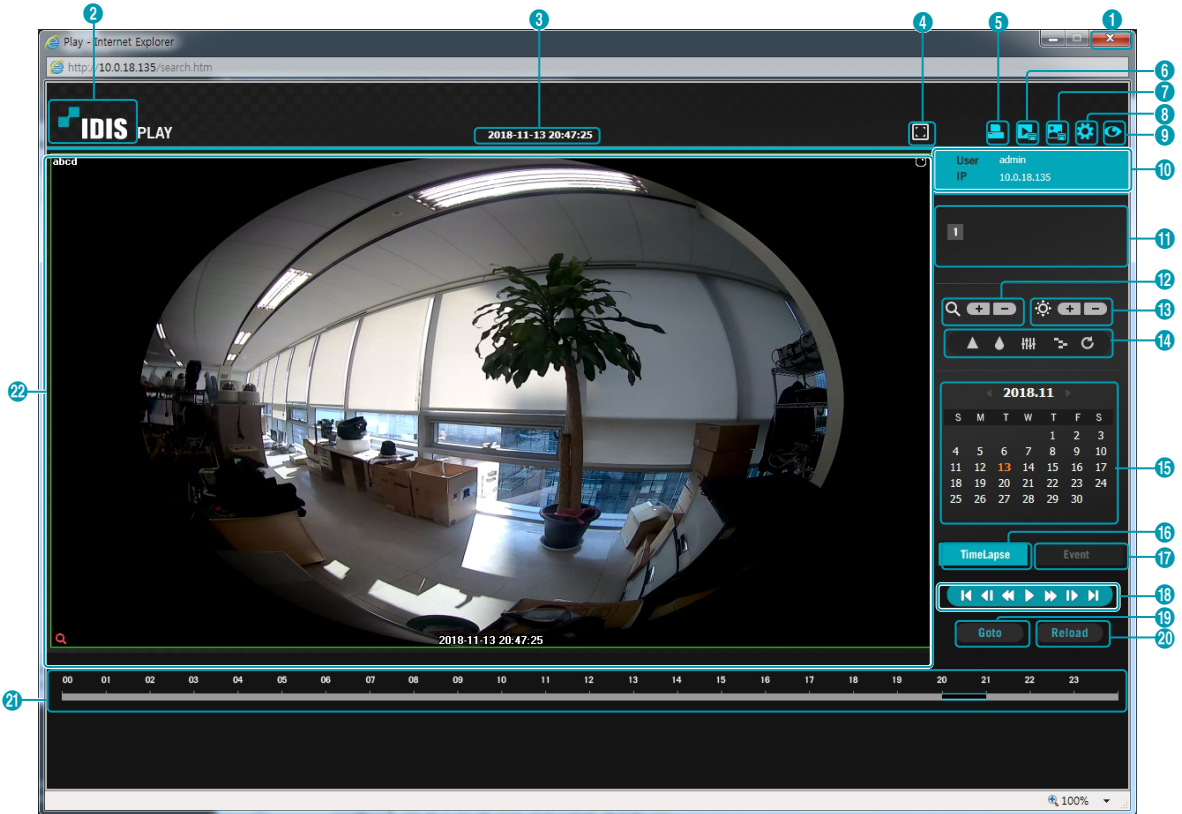 2
3
4
5
1
Play - Internet Explorer
http://10.0.18.135/search.htm
6
7
8
9
IDIS PLAY
2018-11-13 20:47:25
abcd
User admin
IP 10.0.18.135
10
1
11
12
13
14
22
2018.11
S M T W T F S
1 2 3
4 5 6 7 8 9 10
11 12 13 14 15 16 17
18 19 20 21 22 23 24
25 26 27 28 29 30
15
16
TimeLapse Event
17
18
19
Goto Reload
20
2018-11-13 20:47:25
00 01 02 03 04 05 06 07 08 09 10 11 12 13 14 15 16 17 18 19 20 21 22 23
21
100%